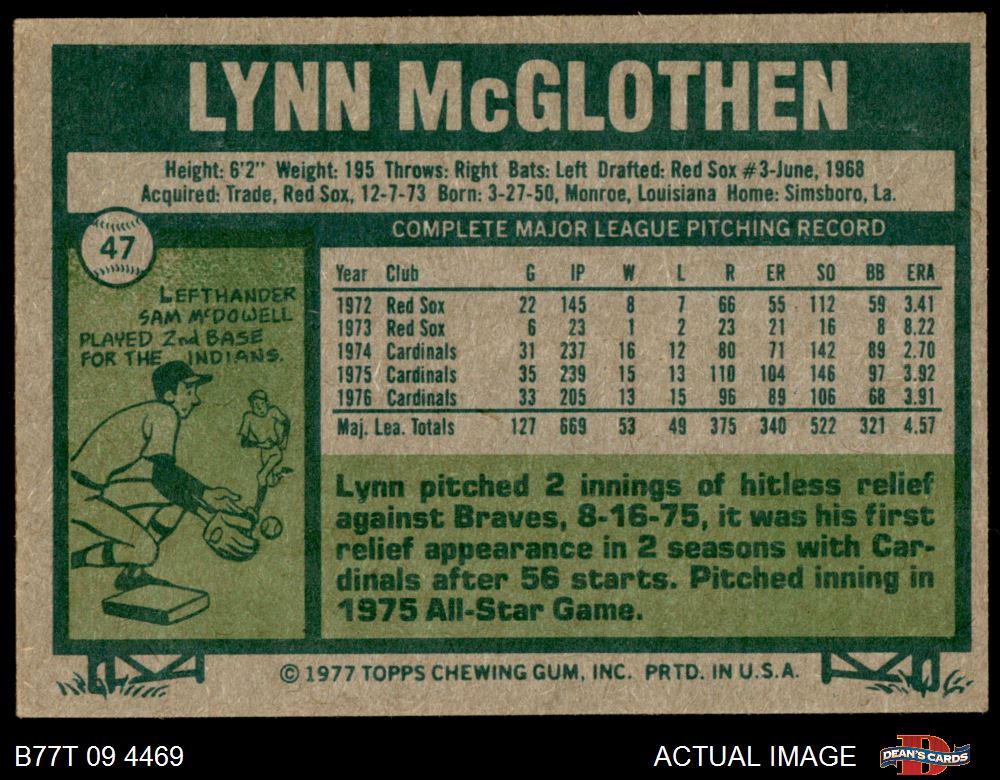 LYNN McGLOTHEN
Height: 6'2" Weight: 195 Throws: Right Bats: Left Drafted: Red Sox #3-June, 1968
Acquired: Trade, Red Sox, 12-7-73 Born: 3-27-50, Monroe, Louisiana Home: Simsboro, La.
47
LEFTHANDER
SAM McDOWELL
PLAYED 2nd BASE
FOR THE INDIANS.
COMPLETE MAJOR LEAGUE PITCHING RECORD
Year Club G IP W L R ER SO BB ERA
1972 Red Sox 22 145 8 7 66 55 112 59 3.41
1973 Red Sox 6 23 1 2 23 21 16 8 8.22
1974 Cardinals 31 237 16 12 80 71 142 89 2.70
1975 Cardinals 35 239 15 13 110 104 146 97 3.92
1976 Cardinals 33 205 13 15 96 89 106 68 3.91
Maj. Lea. Totals 127 669 53 49 375 340 522 321 4.57
Lynn pitched 2 innings of hitless relief
against Braves, 8-16-75, it was his first
relief appearance in 2 seasons with Car-
dinals after 56 starts. Pitched inning in
1975 All-Star Game.
© 1977 TOPPS CHEWING GUM, INC. PRTD. IN U.S.A.
B77T 09 4469
ACTUAL IMAGE
D
DEAN'S CARDS